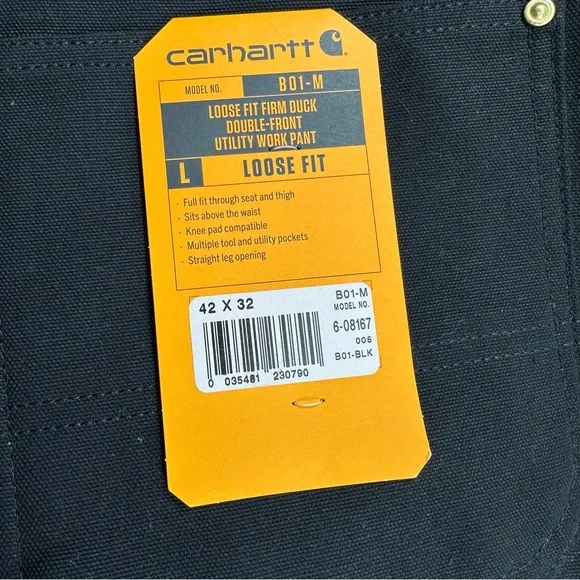 carhartt
MODEL NO. B01-M
LOOSE FIT FIRM DUCK
DOUBLE-FRONT
UTILITY WORK PANT
L LOOSE FIT
· Full fit through seat and thigh
· Sits above the waist
· Knee pad compatible
· Multiple tool and utility pockets
· Straight leg opening
42 X 32 B01-M
MODEL NO.
6-08167
005
B01-BLK
0 035481 230790